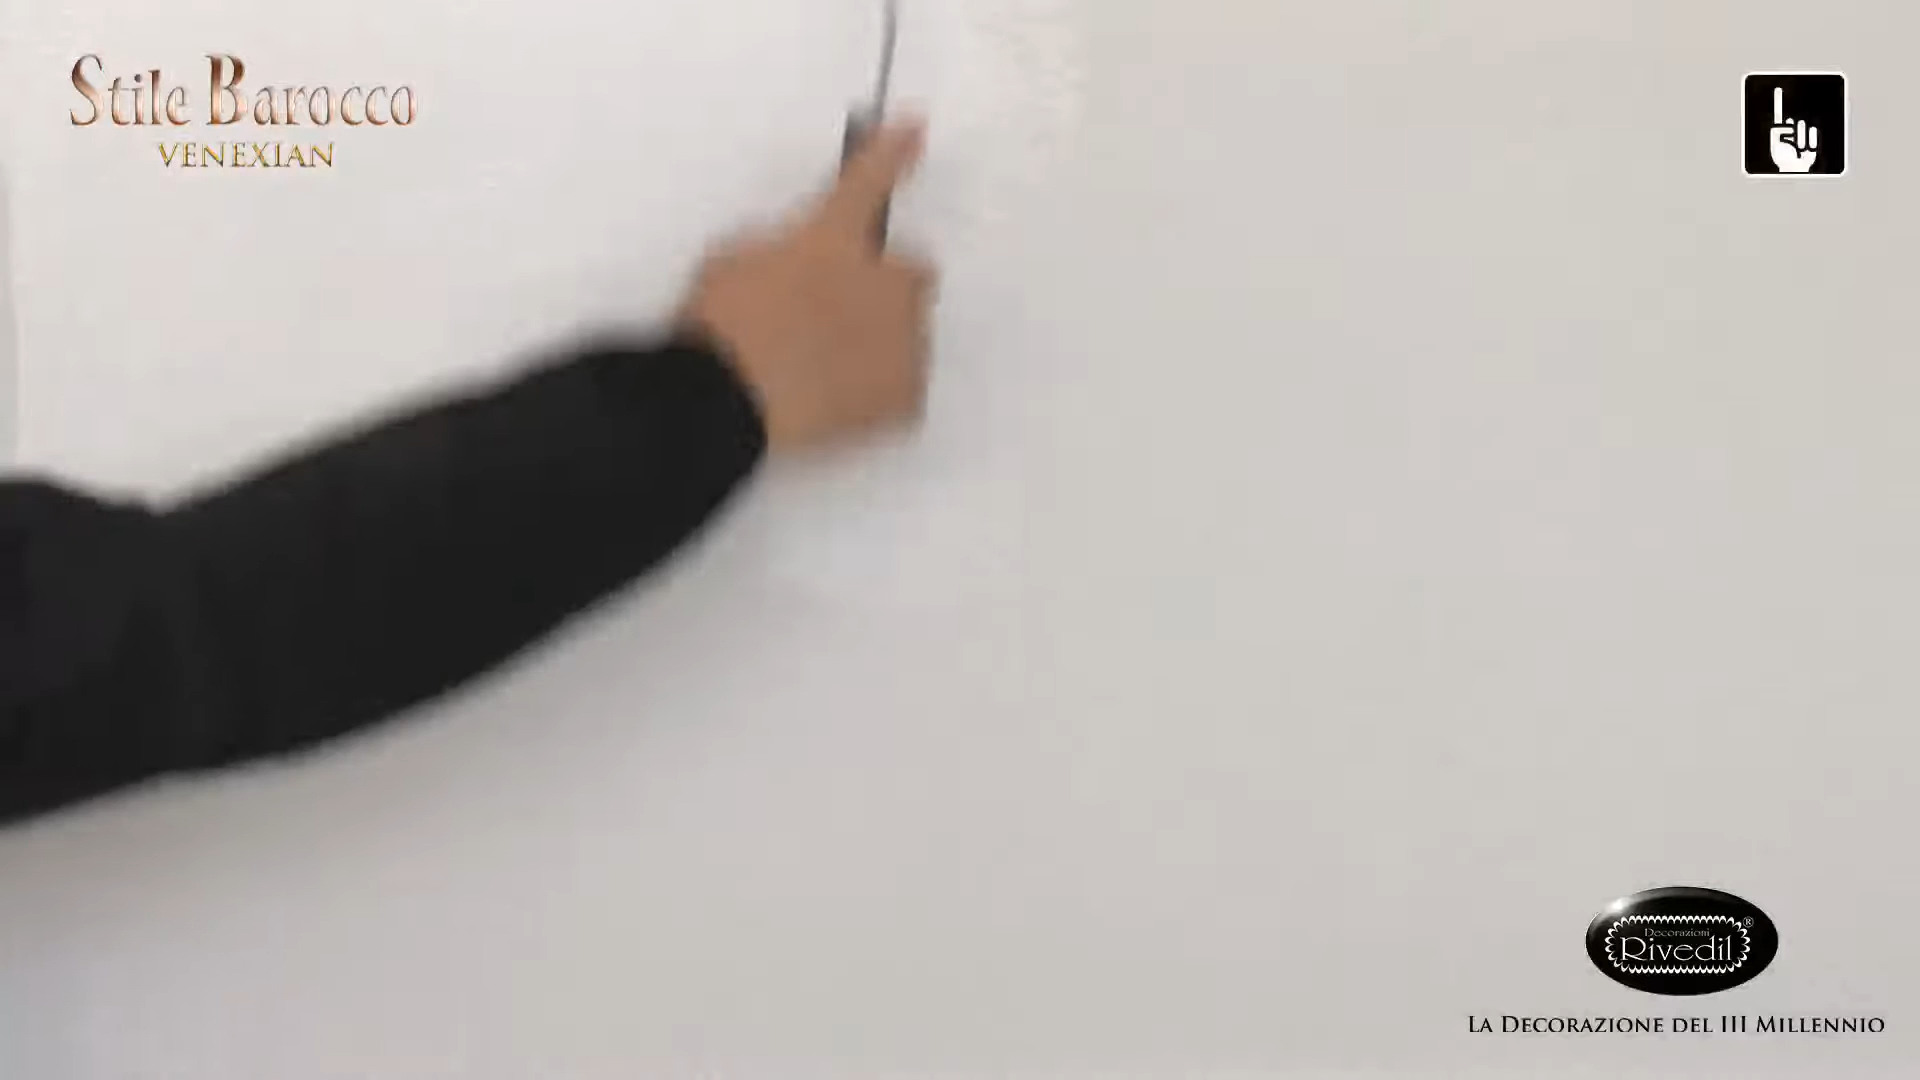 Stile Barocco
VENEXIAN
Decorazioni
Rivedil®
La Decorazione del III Millennio